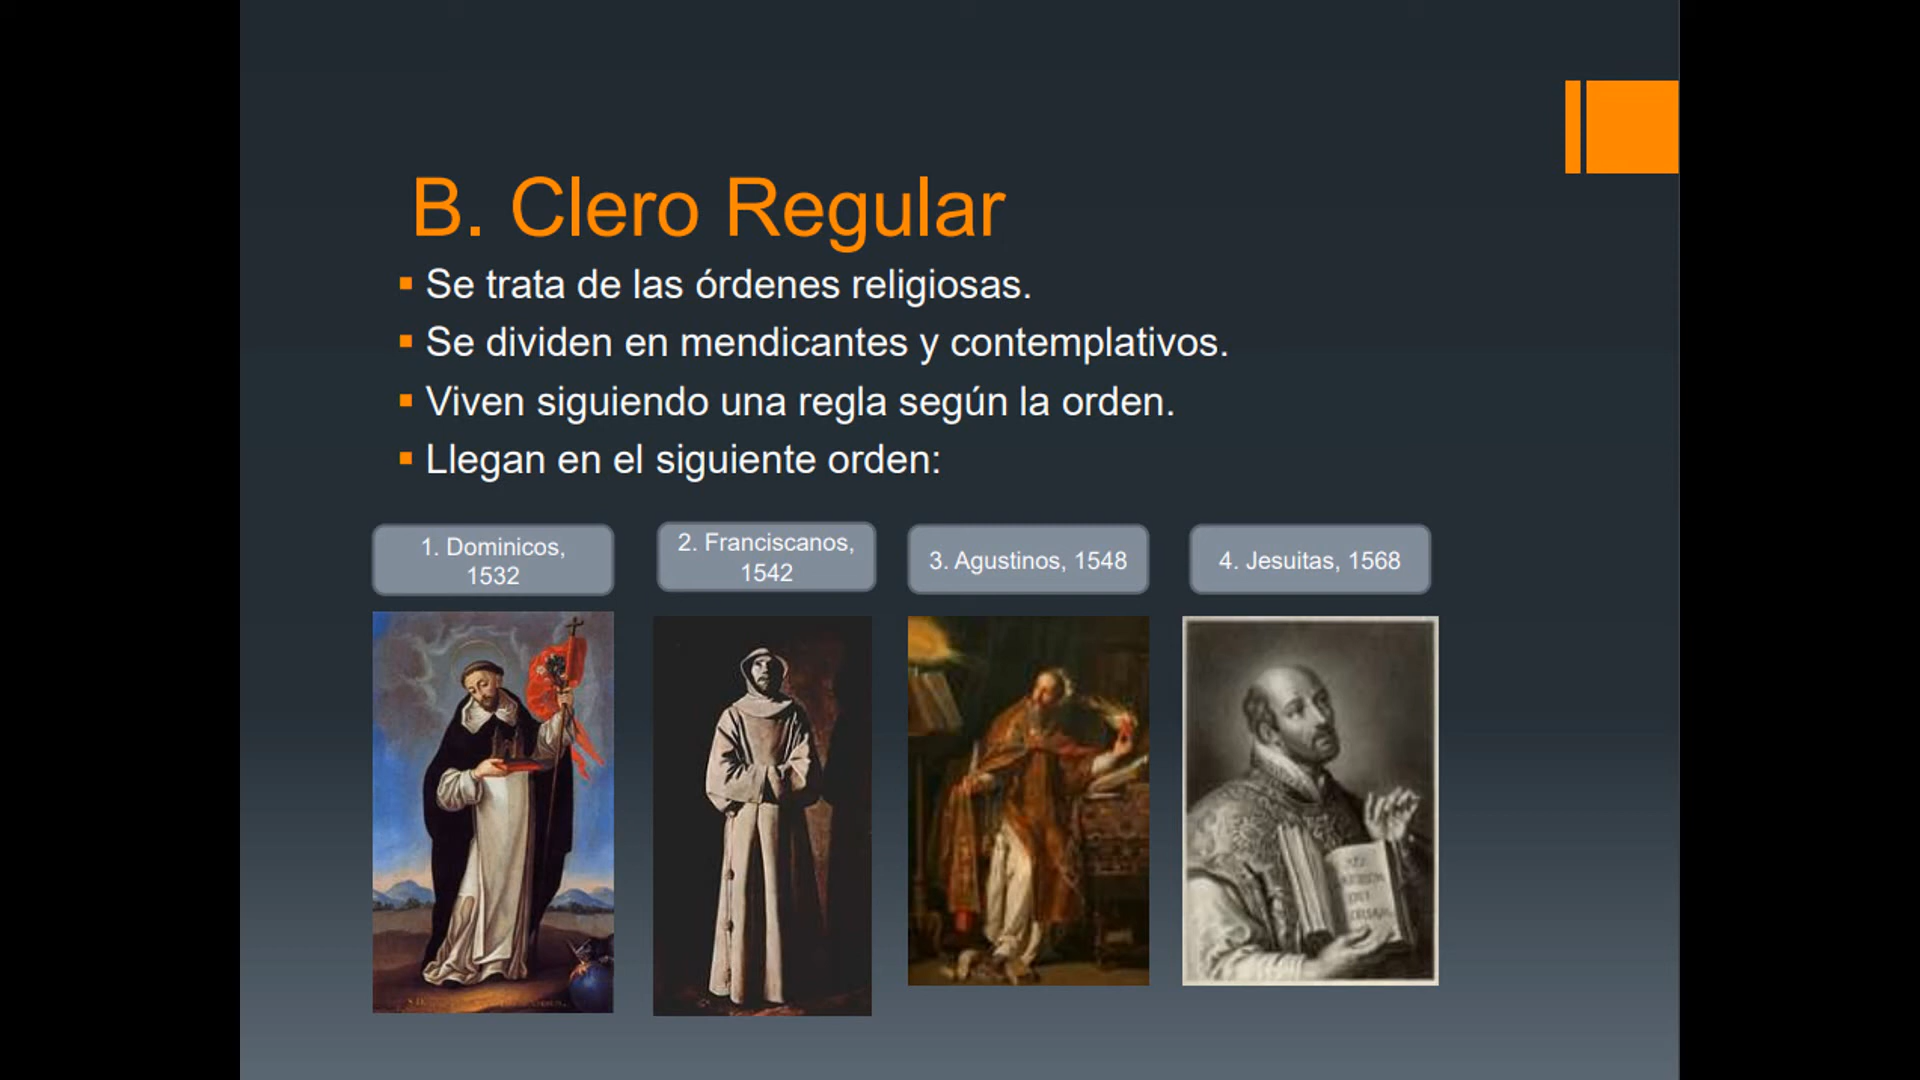 B. Clero Regular
Se trata de las órdenes religiosas.
Se dividen en mendicantes y contemplativos.
Viven siguiendo una regla según la orden.
Llegan en el siguiente orden:
1. Dominicos,
1532
2. Franciscanos,
1542
3. Agustinos, 1548
4. Jesuitas, 1568